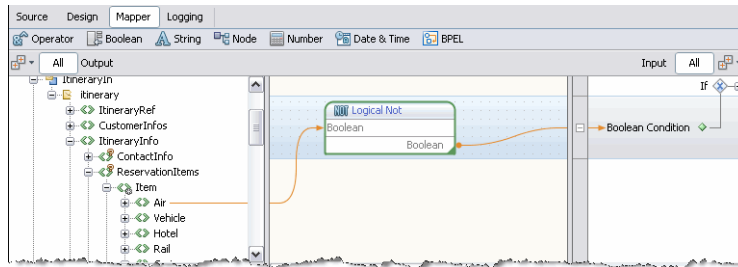 Source Design Mapper Logging
Operator Boolean String Node Number Date & Time BPEL
All Output Input All
ItineraryIn
itinerary
ItineraryRef
CustomerInfos
ItineraryInfo
ContactInfo
ReservationItems
Item
Air
Vehicle
Hotel
Rail
NOT Logical Not
Boolean
Boolean
If
Boolean Condition